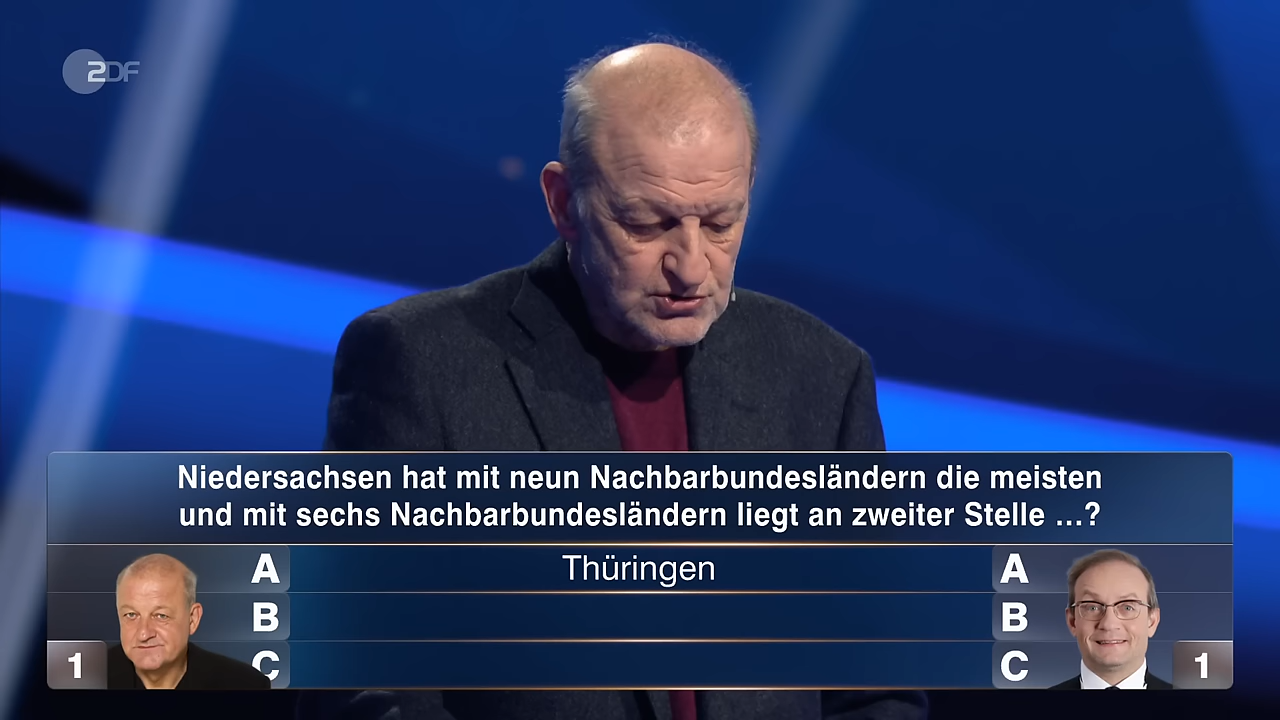 ZDF
Niedersachsen hat mit neun Nachbarbundesländern die meisten
und mit sechs Nachbarbundesländern liegt an zweiter Stelle ...?
A Thüringen A
B B
1 C C 1